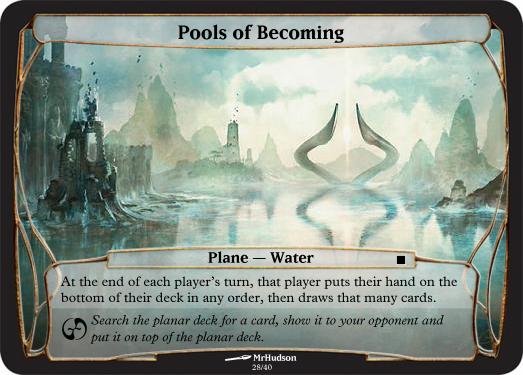 Pools of Becoming
Plane — Water
At the end of each player's turn, that player puts their hand on the
bottom of their deck in any order, then draws that many cards.
Search the planar deck for a card, show it to your opponent and
put it on top of the planar deck.
MrHudson
28/40